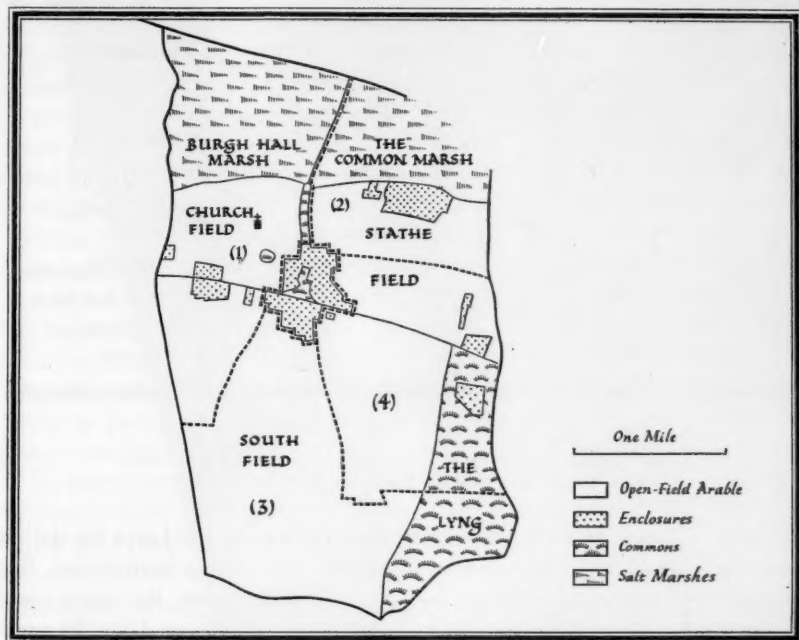 BURGH HALL
MARSH
THE
COMMON MARSH
CHURCH
FIELD
(1)
(2)
STATHE
FIELD
(4)
SOUTH
FIELD
(3)
THE
LYNG
One Mile
Open-Field Arable
Enclosures
Commons
Salt Marshes